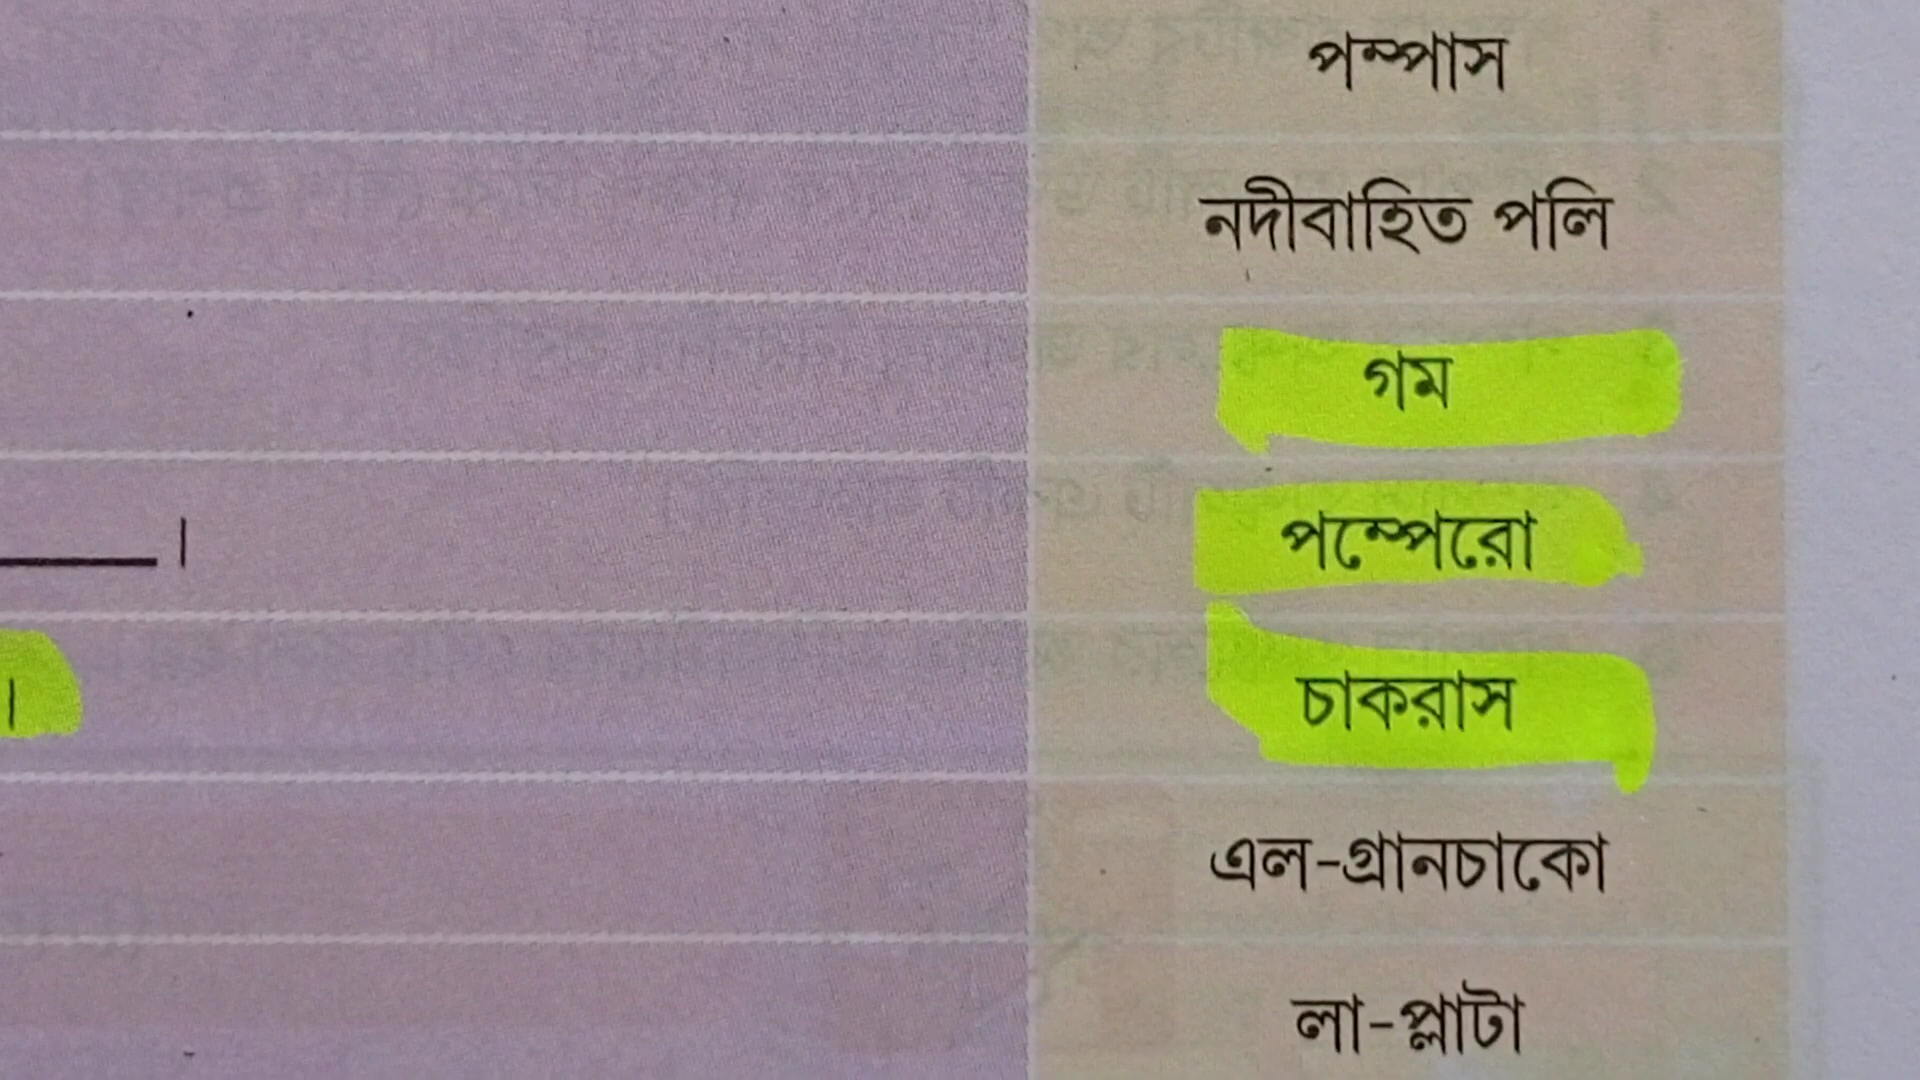 পম্পাস
নদীবাহিত পলি
গম
পম্পেরো
।
চাকরাস
।
এল-গ্রানচাকো
লা-প্লাটা